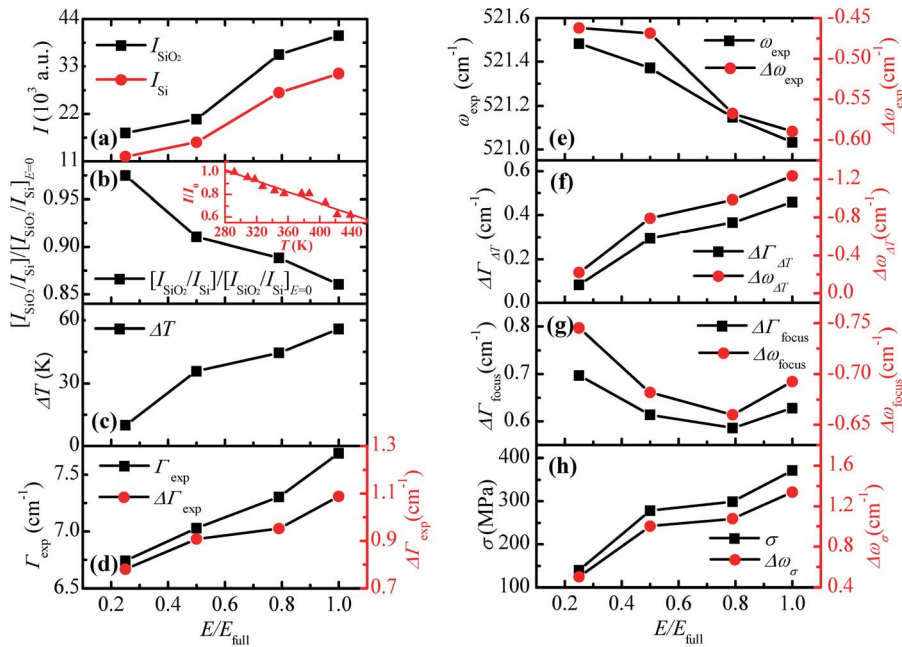 44
33
22
11
I (10³ a.u.)
I_SiO₂
I_Si
(a)
0.95
0.90
0.85
[I_SiO₂/I_Si]/[I_SiO₂/I_Si]_E=0
(b)
1.0
0.8
0.6
I/I₀
280 320 360 400 440
T (K)
[I_SiO₂/I_Si]/[I_SiO₂/I_Si]_E=0
60
30
0
ΔT (K)
ΔT
(c)
7.5
7.0
6.5
Γ_exp (cm⁻¹)
Γ_exp
ΔΓ_exp
(d)
1.3
1.1
0.9
0.7
ΔΓ_exp(cm⁻¹)
0.2 0.4 0.6 0.8 1.0
E/E_full
521.6
521.4
521.2
521.0
ω_exp (cm⁻¹)
ω_exp
Δω_exp
(e)
-0.45
-0.50
-0.55
-0.60
Δω_exp(cm⁻¹)
0.6
0.4
0.2
0.0
ΔΓ_ΔT (cm⁻¹)
(f)
ΔΓ_ΔT
Δω_ΔT
-1.2
-0.8
-0.4
0.0
Δω_ΔT(cm⁻¹)
0.8
0.7
0.6
ΔΓ_focus(cm⁻¹)
(g)
ΔΓ_focus
Δω_focus
-0.75
-0.70
-0.65
Δω_focus(cm⁻¹)
400
300
200
100
σ (MPa)
(h)
σ
Δω_σ
1.6
1.2
0.8
0.4
Δω_σ(cm⁻¹)
0.2 0.4 0.6 0.8 1.0
E/E_full